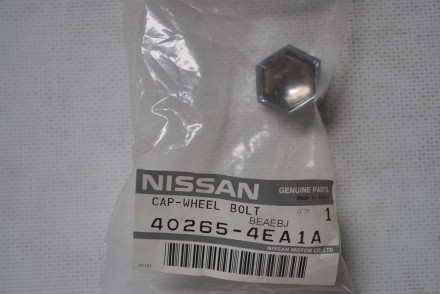 NISSAN
GENUINE PARTS
CAP-WHEEL BOLT
BEAEBJ
1
40265-4EA1A
NISSAN MOTOR CO.,LTD.